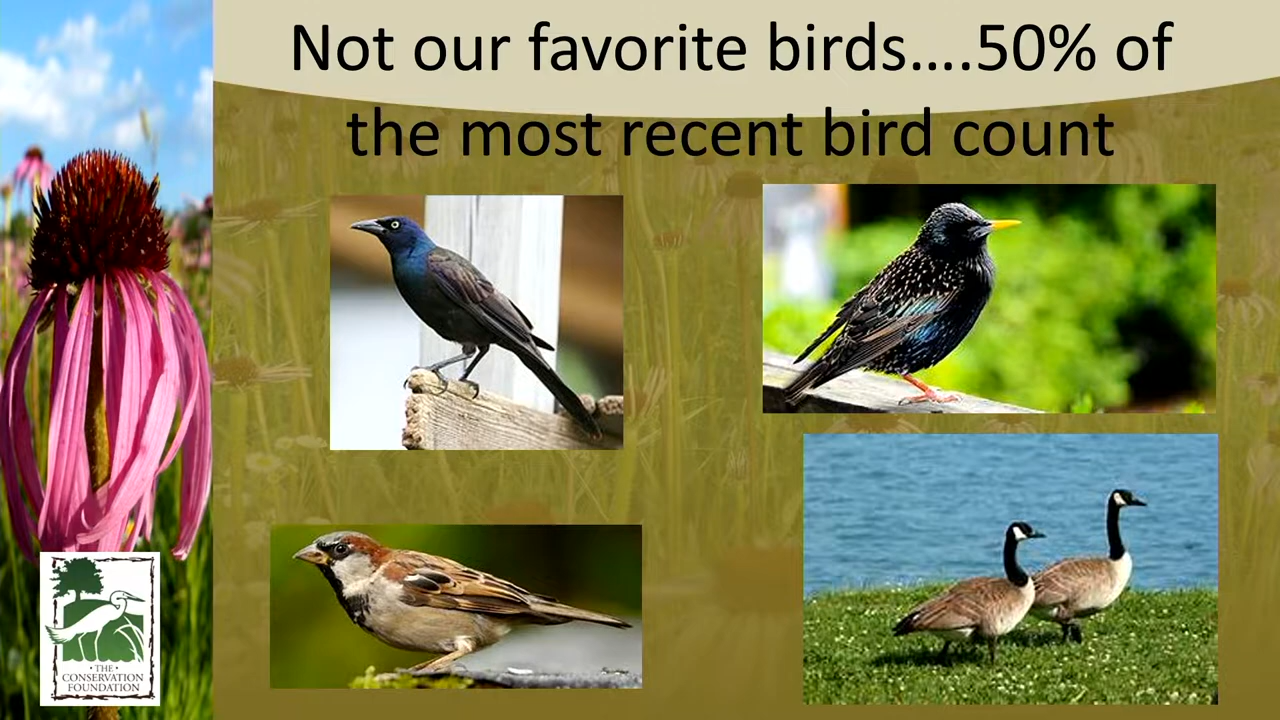 Not our favorite birds....50% of
the most recent bird count
• THE •
CONSERVATION
FOUNDATION